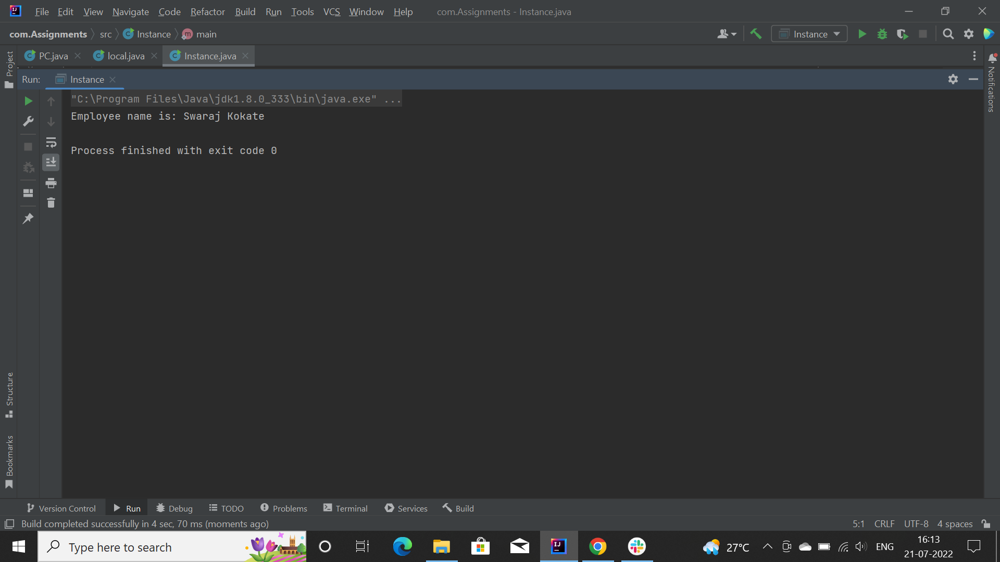 File Edit View Navigate Code Refactor Build Run Tools VCS Window Help com.Assignments - Instance.java
com.Assignments src Instance main
Instance
PC.java local.java Instance.java
Project
Notifications
Run: Instance
"C:\Program Files\Java\jdk1.8.0_333\bin\java.exe" ...
Employee name is: Swaraj Kokate
Process finished with exit code 0
Structure
Bookmarks
Version Control Run Debug TODO Problems Terminal Services Build
Build completed successfully in 4 sec, 70 ms (moments ago) 5:1 CRLF UTF-8 4 spaces
Type here to search
27°C ENG
16:13
21-07-2022